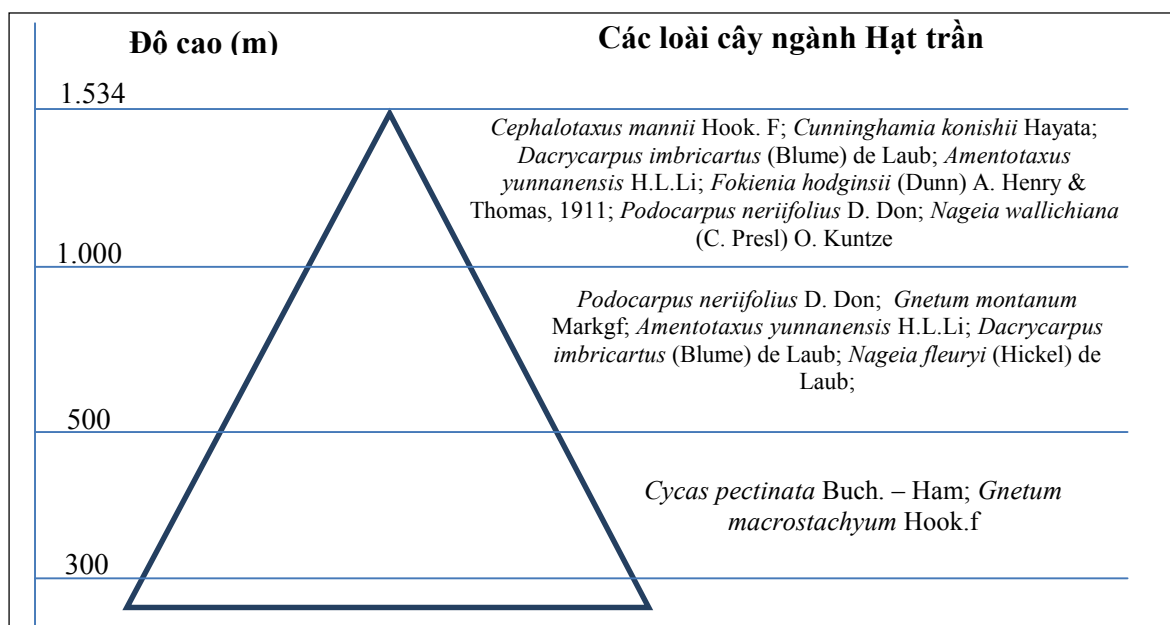 Độ cao (m)
Các loài cây ngành Hạt trần
1.534
Cephalotaxus mannii Hook. F; Cunninghamia konishii Hayata;
Dacrycarpus imbricartus (Blume) de Laub; Amentotaxus
yunnanensis H.L.Li; Fokienia hodginsii (Dunn) A. Henry &
Thomas, 1911; Podocarpus neriifolius D. Don; Nageia wallichiana
(C. Presl) O. Kuntze
1.000
Podocarpus neriifolius D. Don; Gnetum montanum
Markgf; Amentotaxus yunnanensis H.L.Li; Dacrycarpus
imbricartus (Blume) de Laub; Nageia fleuryi (Hickel) de
Laub;
500
Cycas pectinata Buch. – Ham; Gnetum
macrostachyum Hook.f
300